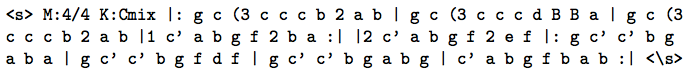 <s> M:4/4 K:Cmix |: g c (3 c c c b 2 a b | g c (3 c c c d B B a | g c (3
c c c b 2 a b |1 c’ a b g f 2 b a :| |2 c’ a b g f 2 e f |: g c’ c’ b g
a b a | g c’ c’ b g f d f | g c’ c’ b g a b g | c’ a b g f b a b :| <\s>